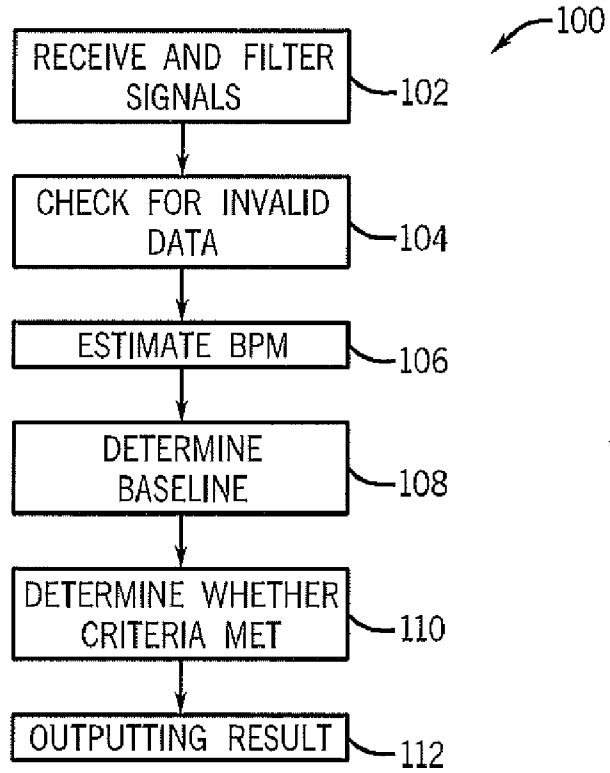 100
RECEIVE AND FILTER
SIGNALS
102
CHECK FOR INVALID
DATA
104
ESTIMATE BPM
106
DETERMINE
BASELINE
108
DETERMINE WHETHER
CRITERIA MET
110
OUTPUTTING RESULT
112